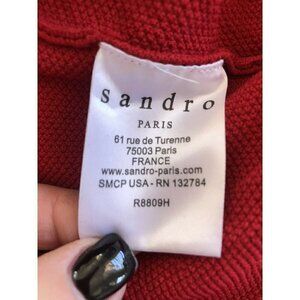 sandro
PARIS
61 rue de Turenne
75003 Paris
FRANCE
www.sandro-paris.com
SMCP USA - RN 132784
R8809H